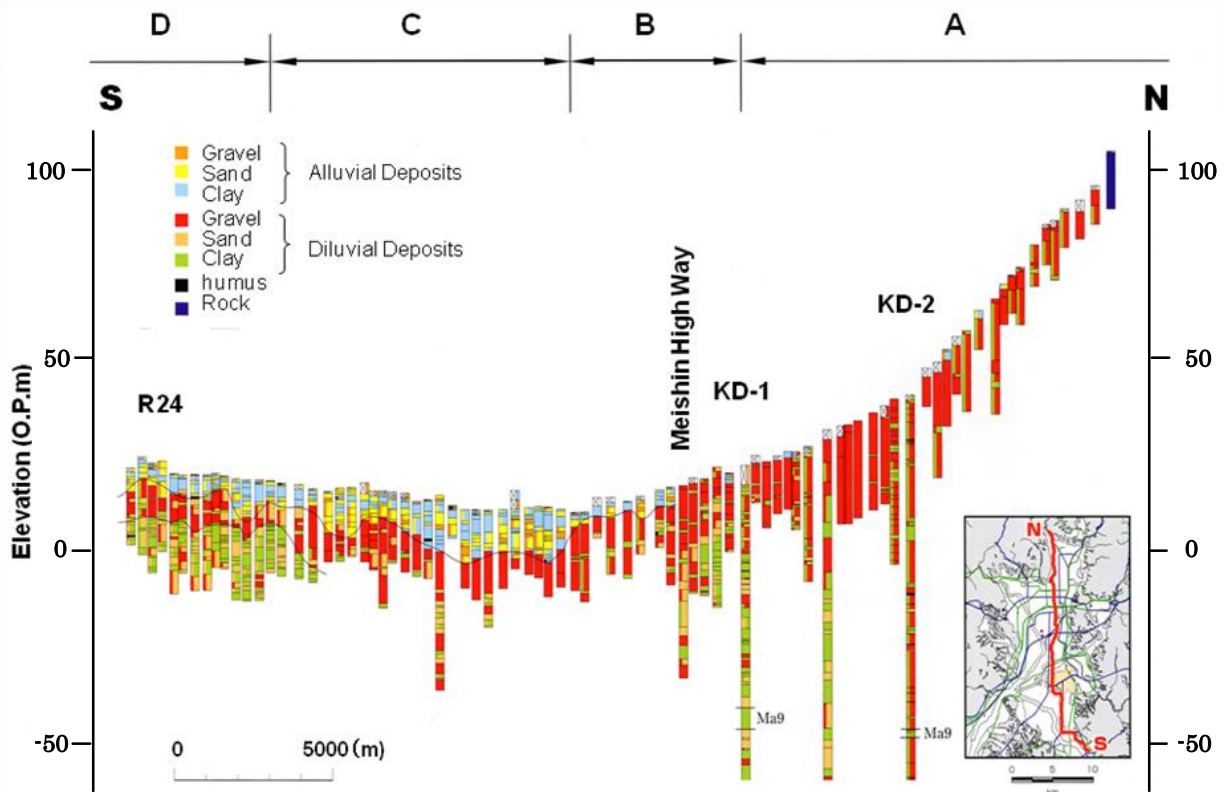 D C B A
S N
100 100
Gravel
Sand
Clay
Alluvial Deposits
Gravel
Sand
Clay
Diluvial Deposits
humus
Rock
Meishin High Way
KD-2
50 50
KD-1
R24
Elevation (O.P.m)
0 0
N
S
Ma9
Ma9
-50 -50
0 5000 (m)
0 5 10
km